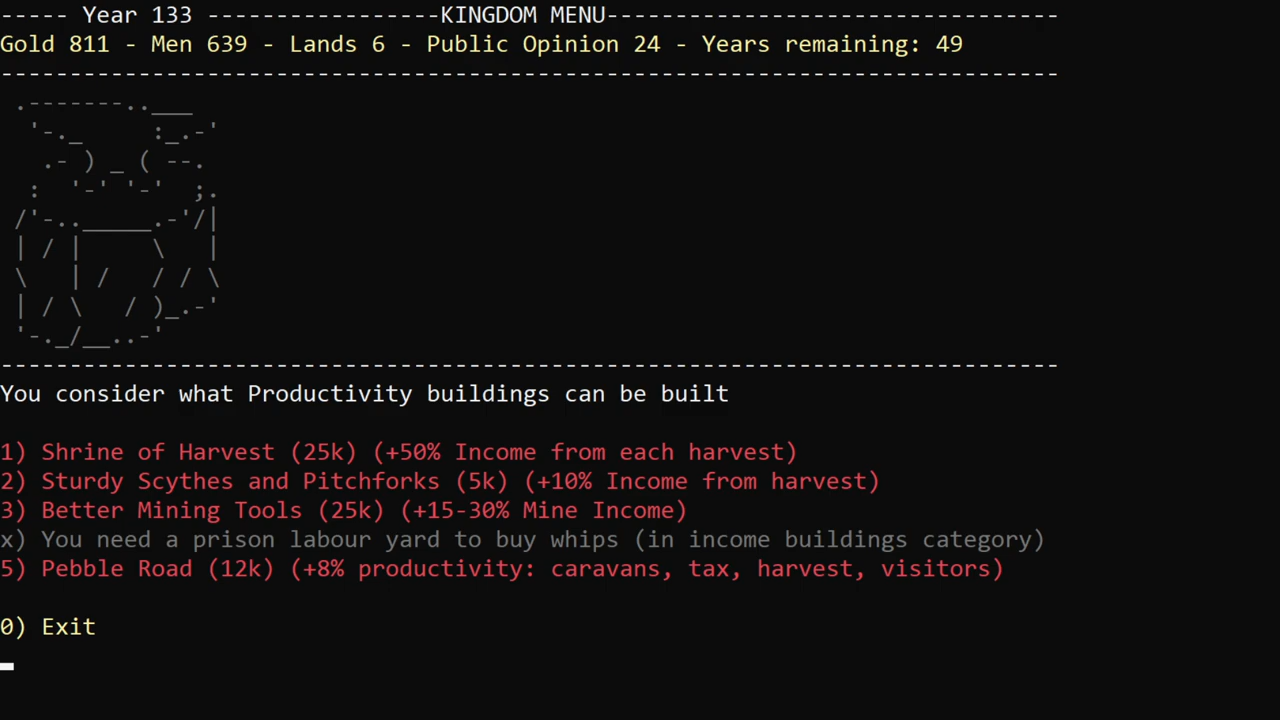 ----- Year 133 -----------------KINGDOM MENU---------------------------------
Gold 811 - Men 639 - Lands 6 - Public Opinion 24 - Years remaining: 49
-----------------------------------------------------------------------------
-----------------------------------------------------------------------------
You consider what Productivity buildings can be built
1) Shrine of Harvest (25k) (+50% Income from each harvest)
2) Sturdy Scythes and Pitchforks (5k) (+10% Income from harvest)
3) Better Mining Tools (25k) (+15-30% Mine Income)
x) You need a prison labour yard to buy whips (in income buildings category)
5) Pebble Road (12k) (+8% productivity: caravans, tax, harvest, visitors)
0) Exit